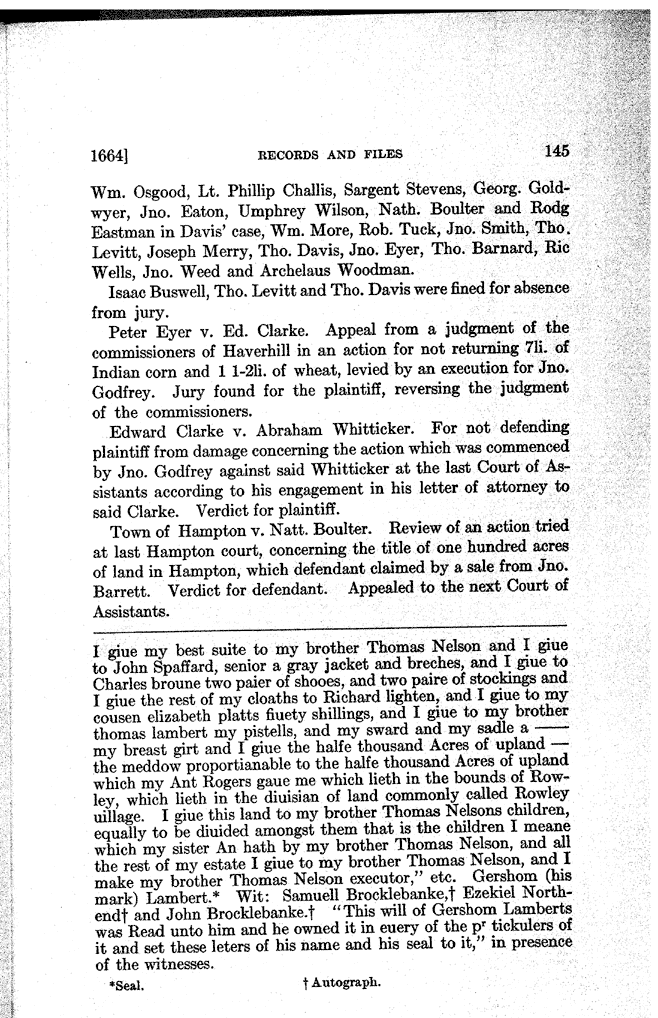 1664] RECORDS AND FILES 145
Wm. Osgood, Lt. Phillip Challis, Sargent Stevens, Georg. Gold-
wyer, Jno. Eaton, Umphrey Wilson, Nath. Boulter and Rodg
Eastman in Davis' case, Wm. More, Rob. Tuck, Jno. Smith, Tho.
Levitt, Joseph Merry, Tho. Davis, Jno. Eyer, Tho. Barnard, Ric
Wells, Jno. Weed and Archelaus Woodman.
Isaac Buswell, Tho. Levitt and Tho. Davis were fined for absence
from jury.
Peter Eyer v. Ed. Clarke. Appeal from a judgment of the
commissioners of Haverhill in an action for not returning 7li. of
Indian corn and 1 1-2li. of wheat, levied by an execution for Jno.
Godfrey. Jury found for the plaintiff, reversing the judgment
of the commissioners.
Edward Clarke v. Abraham Whitticker. For not defending
plaintiff from damage concerning the action which was commenced
by Jno. Godfrey against said Whitticker at the last Court of As-
sistants according to his engagement in his letter of attorney to
said Clarke. Verdict for plaintiff.
Town of Hampton v. Natt. Boulter. Review of an action tried
at last Hampton court, concerning the title of one hundred acres
of land in Hampton, which defendant claimed by a sale from Jno.
Barrett. Verdict for defendant. Appealed to the next Court of
Assistants.
I giue my best suite to my brother Thomas Nelson and I giue
to John Spaffard, senior a gray jacket and breches, and I giue to
Charles broune two paier of shooes, and two paire of stockings and
I giue the rest of my cloaths to Richard lighten, and I giue to my
cousen elizabeth platts fiuety shillings, and I giue to my brother
thomas lambert my pistells, and my sward and my sadle a ——
my breast girt and I giue the halfe thousand Acres of upland —
the meddow proportianable to the halfe thousand Acres of upland
which my Ant Rogers gaue me which lieth in the bounds of Row-
ley, which lieth in the diuisian of land commonly called Rowley
uillage. I giue this land to my brother Thomas Nelsons children,
equally to be diuided amongst them that is the children I meane
which my sister An hath by my brother Thomas Nelson, and all
the rest of my estate I giue to my brother Thomas Nelson, and I
make my brother Thomas Nelson executor," etc. Gershom (his
mark) Lambert.* Wit: Samuell Brocklebanke,† Ezekiel North-
end† and John Brocklebanke.† "This will of Gershom Lamberts
was Read unto him and he owned it in euery of the pʳ tickulers of
it and set these leters of his name and his seal to it," in presence
of the witnesses.
*Seal. † Autograph.